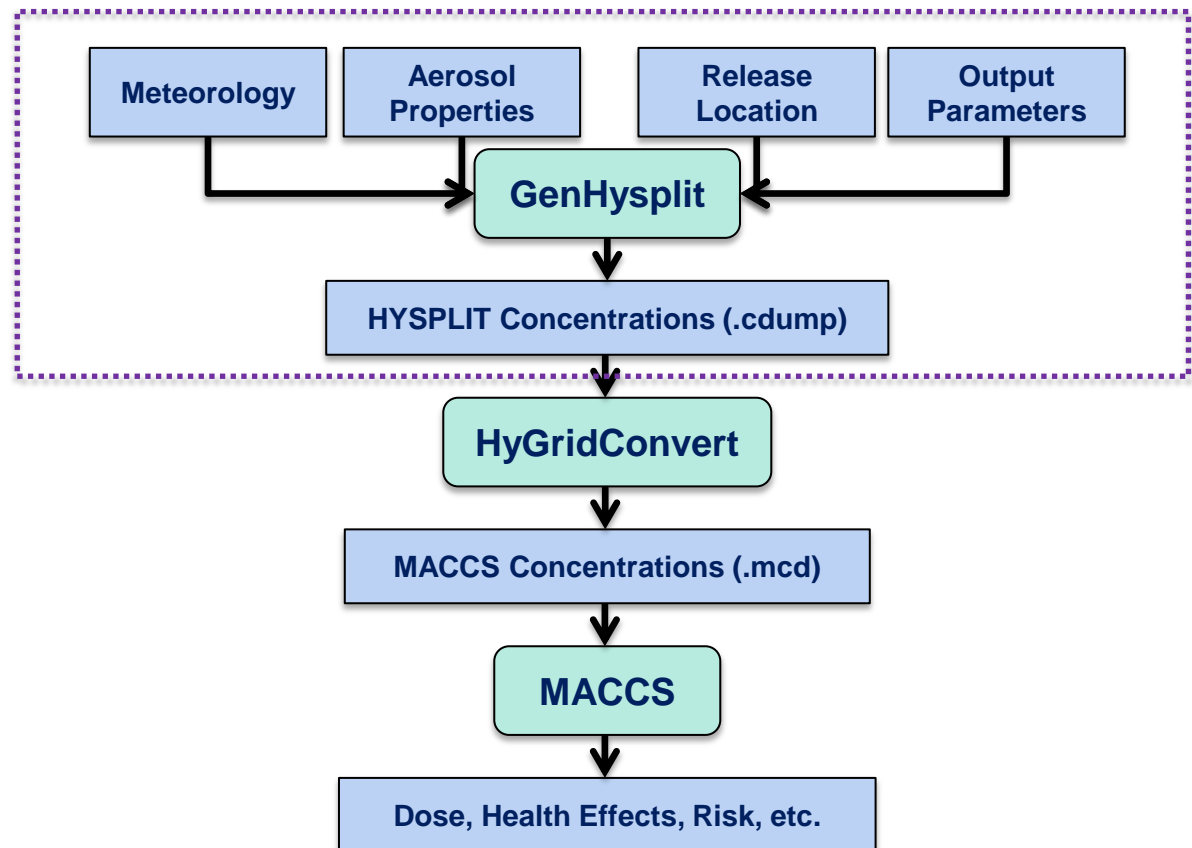 Meteorology
Aerosol
Properties
Release
Location
Output
Parameters
GenHysplit
HYSPLIT Concentrations (.cdump)
HyGridConvert
MACCS Concentrations (.mcd)
MACCS
Dose, Health Effects, Risk, etc.